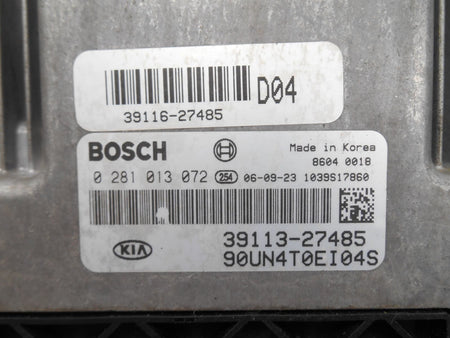 D04
39116-27485
BOSCH
Made in Korea
8604 0018
0 281 013 072 254 06-09-23 1039S17860
KIA
39113-27485
90UN4T0EI04S